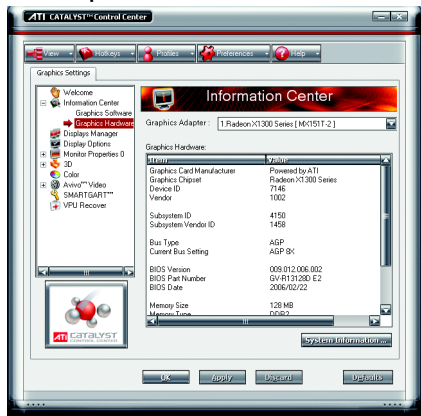 ATI CATALYST™ Control Center
View Hotkeys Profiles Preferences Help
Graphics Settings
Welcome
Information Center
Graphics Software
Graphics Hardware
Displays Manager
Display Options
Monitor Properties 0
3D
Color
Avivo™ Video
SMARTGART™
VPU Recover
ATI CATALYST
CONTROL CENTER
Information Center
Graphics Adapter : 1.Radeon X1300 Series [ MX151T-2 ]
Graphics Hardware:
Item Value
Graphics Card Manufacturer Powered by ATI
Graphics Chipset Radeon X1300 Series
Device ID 7146
Vendor 1002
Subsystem ID 4150
Subsystem Vendor ID 1458
Bus Type AGP
Current Bus Setting AGP 8X
BIOS Version 009.012.006.002
BIOS Part Number GV-R13128D E2
BIOS Date 2006/02/22
Memory Size 128 MB
Memory Type DDR2
System Information ...
OK Apply Discard Defaults